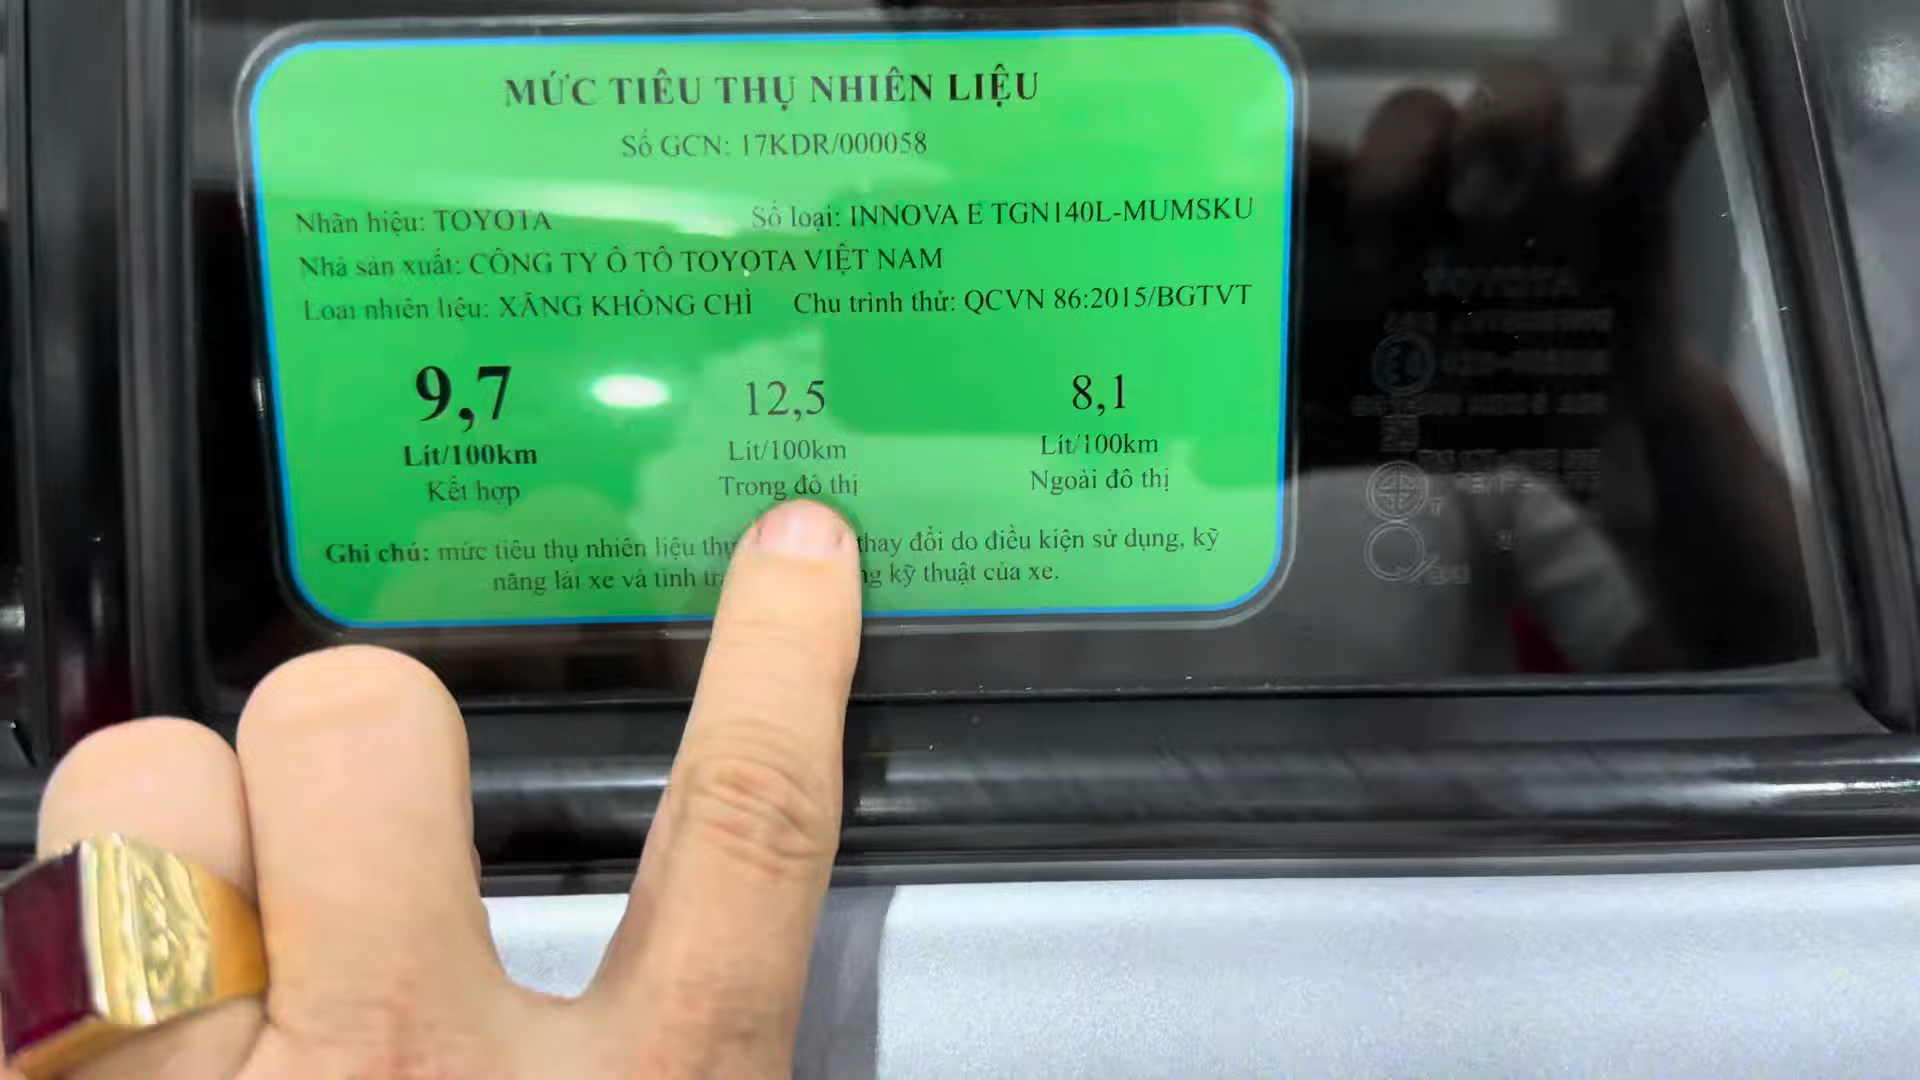 MỨC TIÊU THỤ NHIÊN LIỆU
Số GCN: 17KDR/000058
Nhãn hiệu: TOYOTA Số loại: INNOVA E TGN140L-MUMSKU
Nhà sản xuất: CÔNG TY Ô TÔ TOYOTA VIỆT NAM
Loại nhiên liệu: XĂNG KHÔNG CHÌ Chu trình thử: QCVN 86:2015/BGTVT
9,7 12,5 8,1
Lít/100km Lít/100km Lít/100km
Kết hợp Trong đô thị Ngoài đô thị
Ghi chú: mức tiêu thụ nhiên liệu thay đổi do điều kiện sử dụng, kỹ
năng lái xe và tình kỹ thuật của xe.
TOYOTA